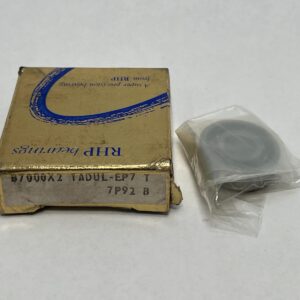 A super precision bearing
from RHP
RHP bearings
B7000X2 TADUL-EP7 T
7P92 B